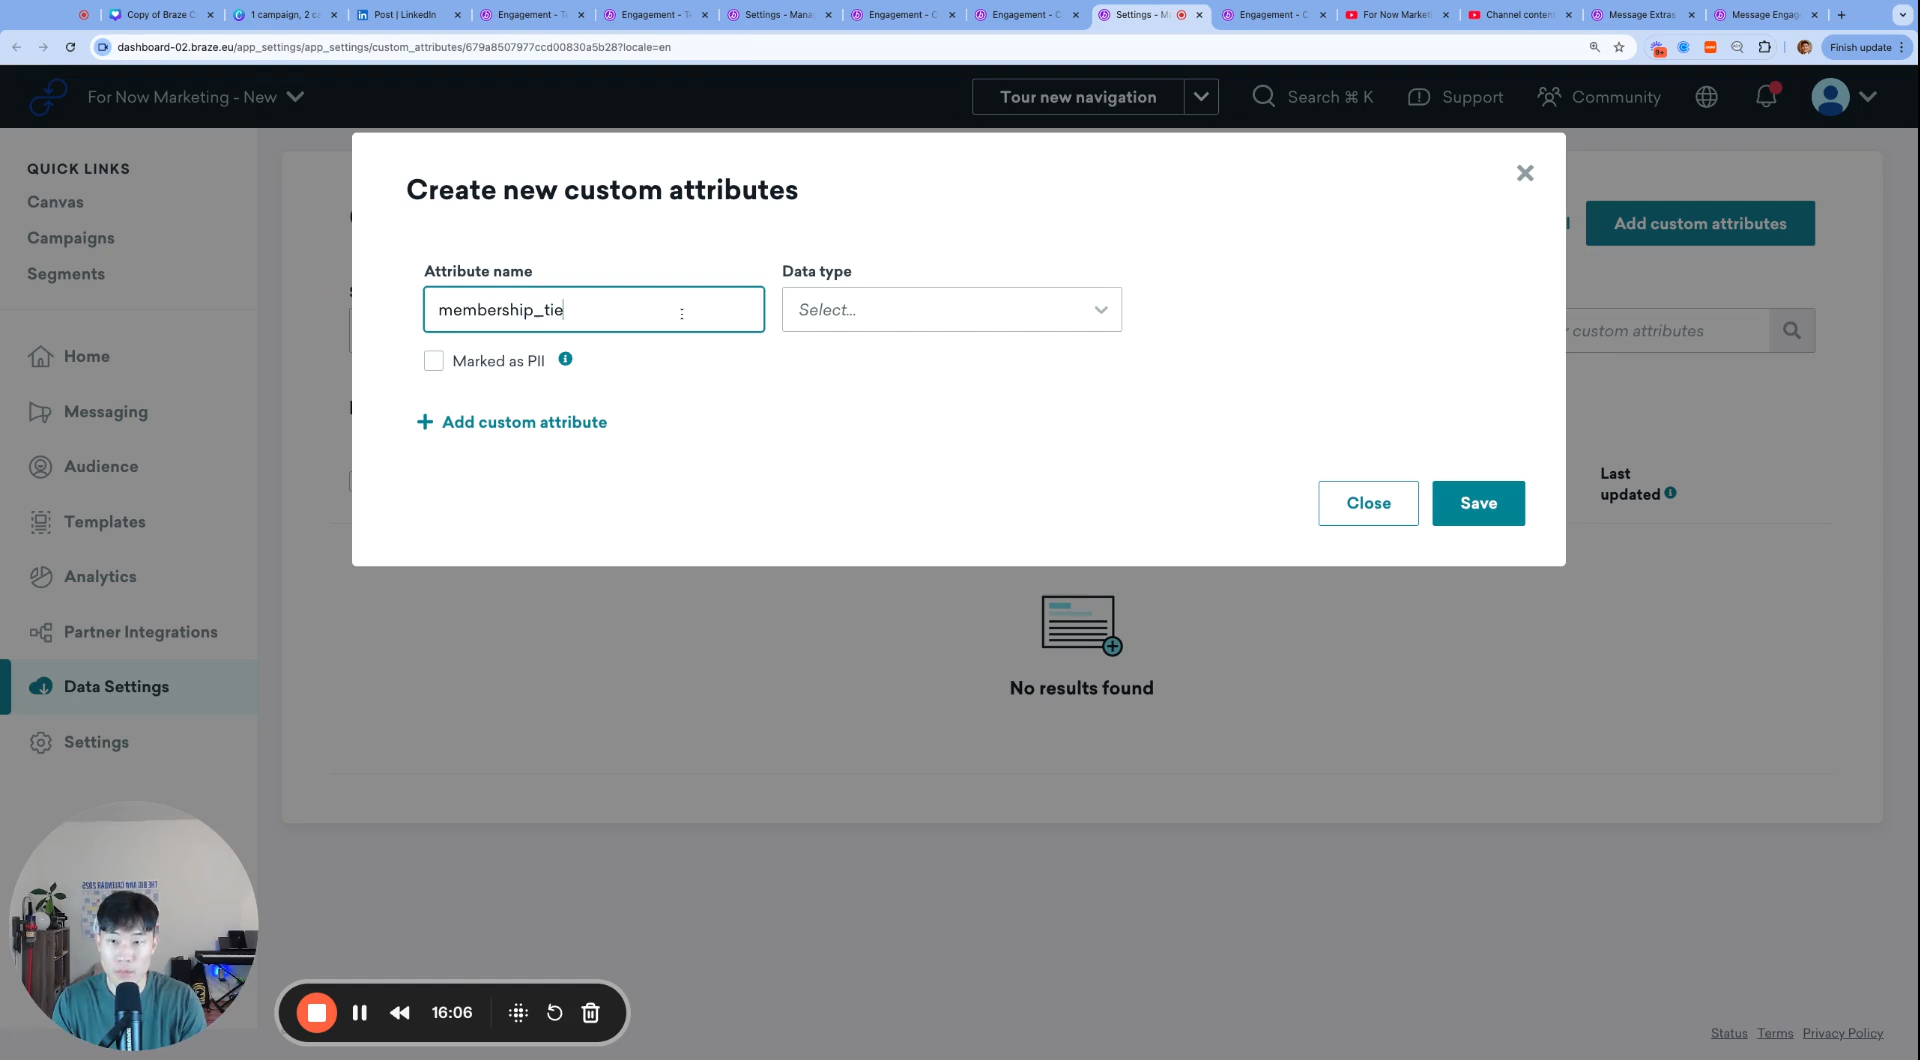 Copy of Braze C
1 campaign, 2 c
Post | LinkedIn
Engagement - T
Engagement - T
Settings - Mana
Engagement - C
Engagement - C
Settings - M
Engagement - C
For Now Market
Channel conten
Message Extras
Message Engag
dashboard-02.braze.eu/app_settings/app_settings/custom_attributes/679a8507977ccd00830a5b28?locale=en
9+
Finish update
For Now Marketing - New
Tour new navigation
Search ⌘ K
Support
Community
QUICK LINKS
Canvas
Campaigns
Segments
Home
Messaging
Audience
Templates
Analytics
Partner Integrations
Data Settings
Settings
Create new custom attributes
Attribute name
Data type
membership_tie
Select...
Marked as PII
Add custom attribute
Close
Save
Add custom attributes
custom attributes
Last
updated
No results found
16:06
Status Terms Privacy Policy